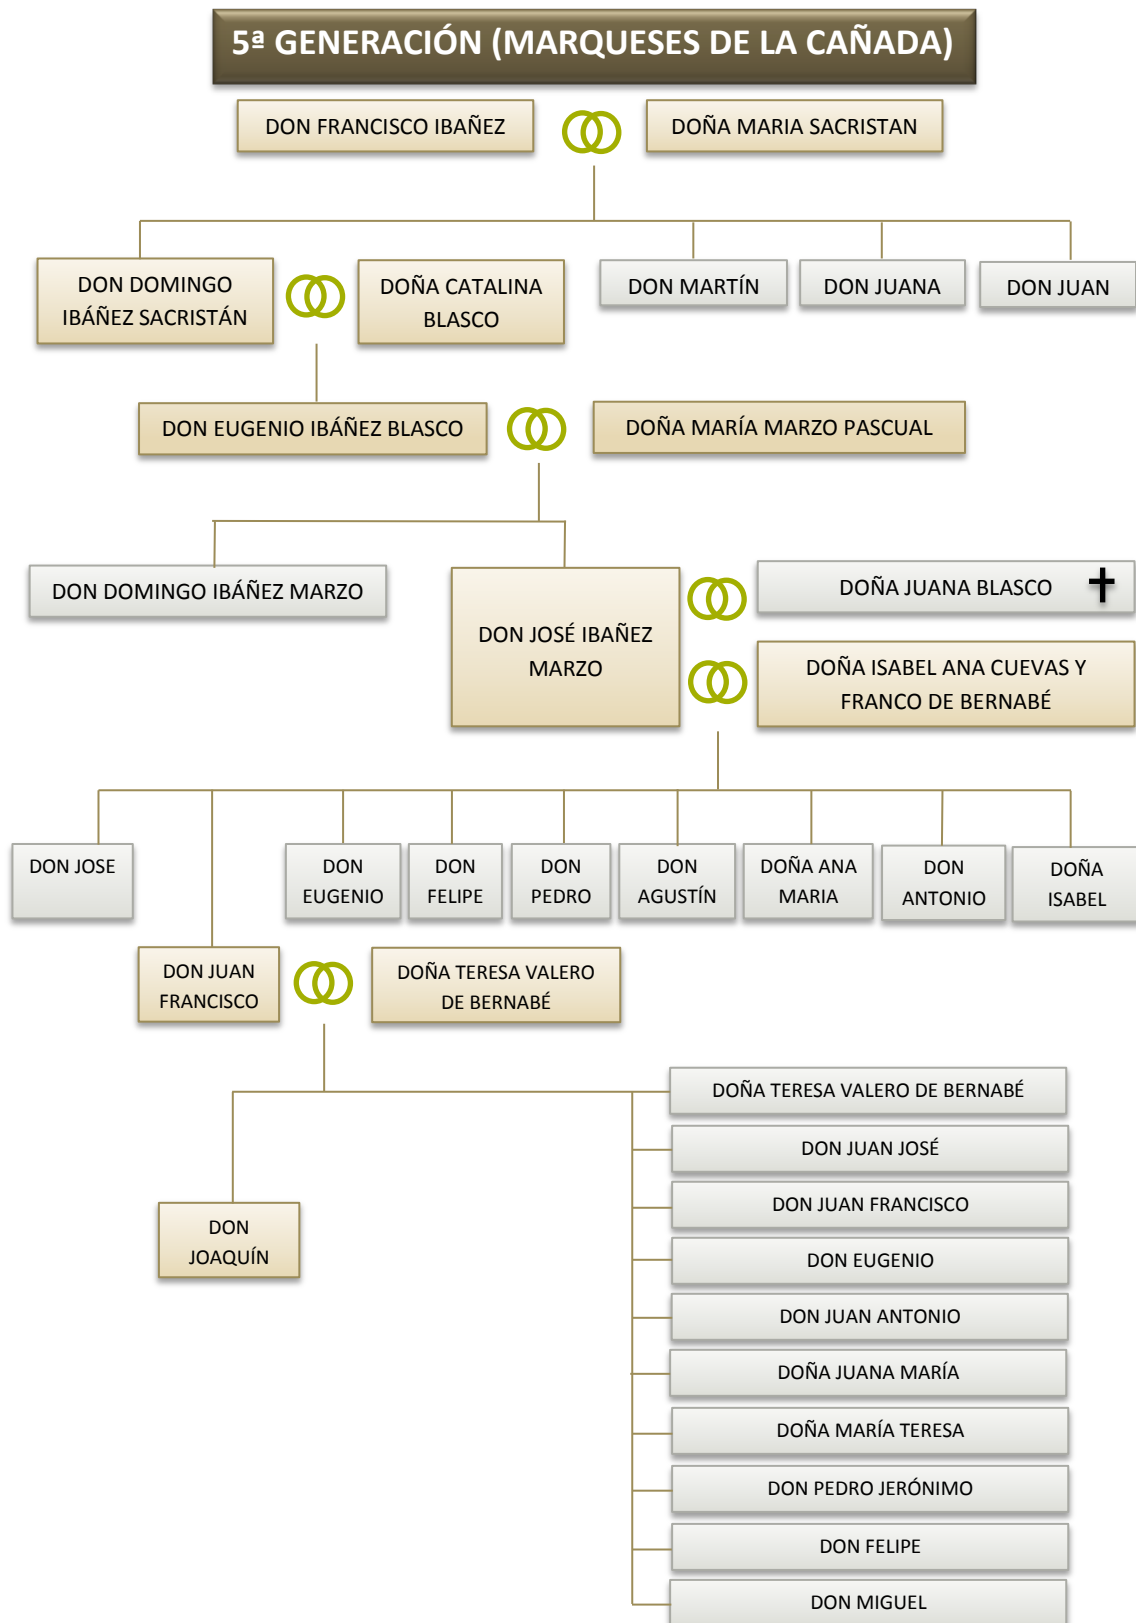 5ª GENERACIÓN (MARQUESES DE LA CAÑADA)
DON FRANCISCO IBAÑEZ
DOÑA MARIA SACRISTAN
DON DOMINGO
IBÁÑEZ SACRISTÁN
DOÑA CATALINA
BLASCO
DON MARTÍN
DON JUANA
DON JUAN
DON EUGENIO IBÁÑEZ BLASCO
DOÑA MARÍA MARZO PASCUAL
DON DOMINGO IBÁÑEZ MARZO
DON JOSÉ IBAÑEZ
MARZO
DOÑA JUANA BLASCO
DOÑA ISABEL ANA CUEVAS Y
FRANCO DE BERNABÉ
DON JOSE
DON
EUGENIO
DON
FELIPE
DON
PEDRO
DON
AGUSTÍN
DOÑA ANA
MARIA
DON
ANTONIO
DOÑA
ISABEL
DON JUAN
FRANCISCO
DOÑA TERESA VALERO
DE BERNABÉ
DON
JOAQUÍN
DOÑA TERESA VALERO DE BERNABÉ
DON JUAN JOSÉ
DON JUAN FRANCISCO
DON EUGENIO
DON JUAN ANTONIO
DOÑA JUANA MARÍA
DOÑA MARÍA TERESA
DON PEDRO JERÓNIMO
DON FELIPE
DON MIGUEL